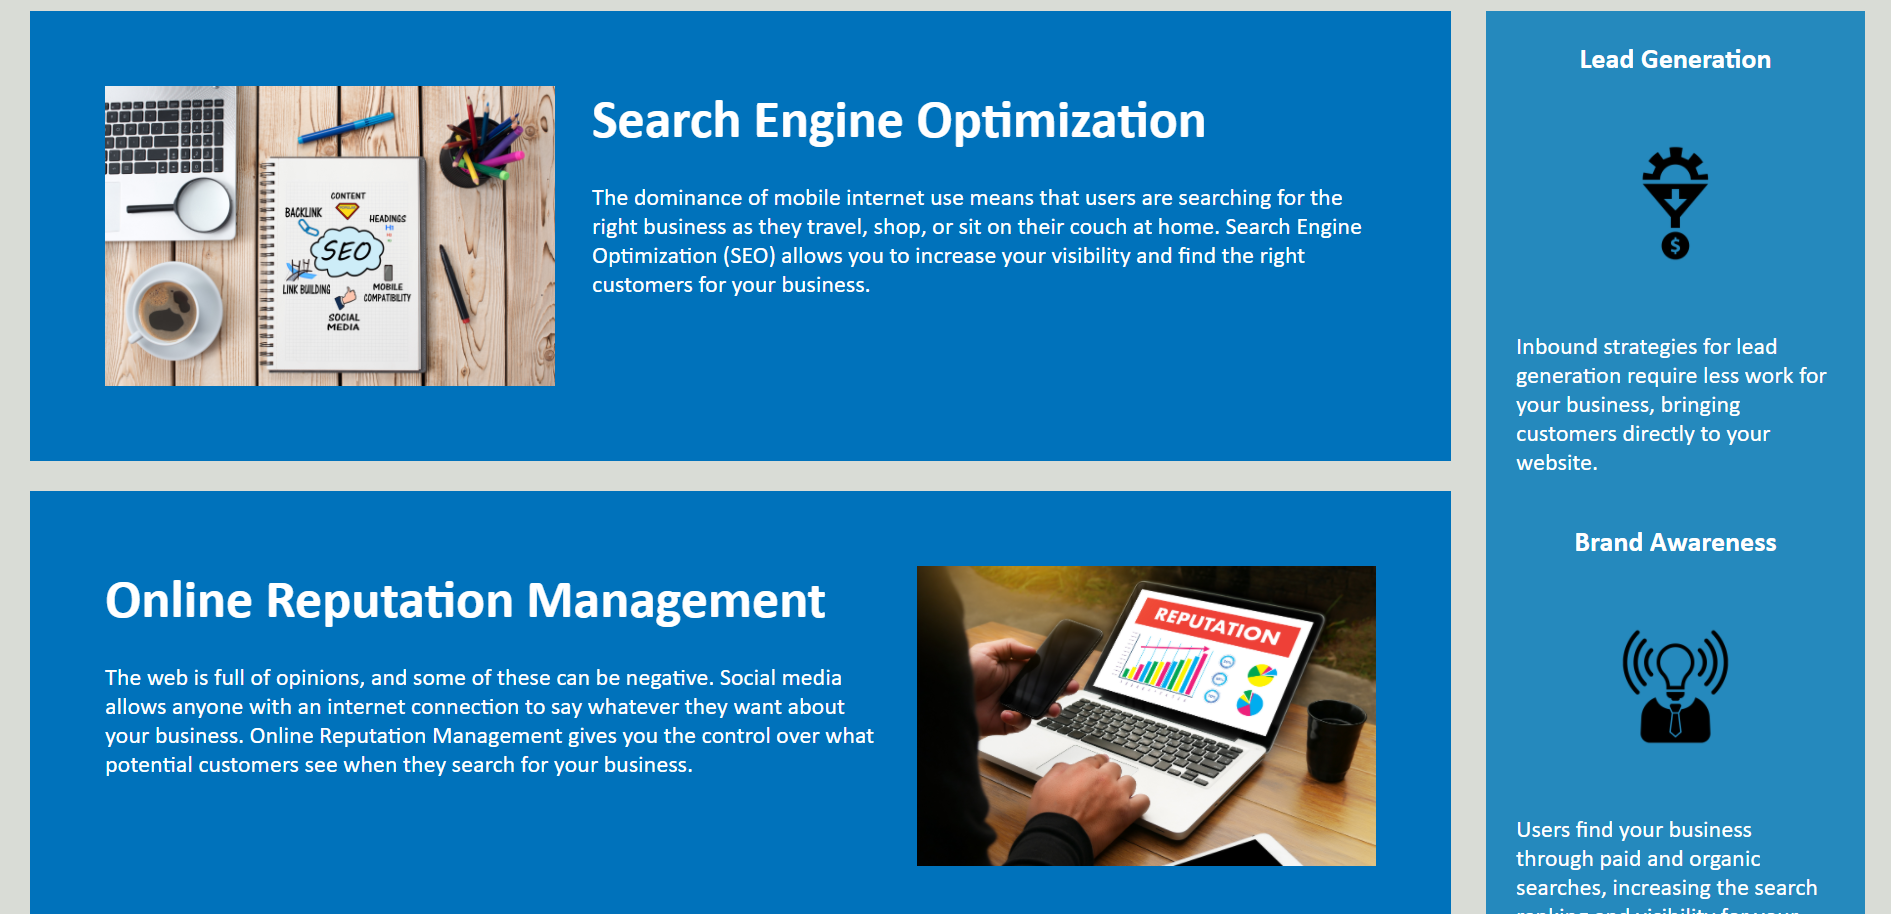 Search Engine Optimization
The dominance of mobile internet use means that users are searching for the
right business as they travel, shop, or sit on their couch at home. Search Engine
Optimization (SEO) allows you to increase your visibility and find the right
customers for your business.
CONTENT
BACKLINK
HEADINGS
H1
SEO
LINK BUILDING
MOBILE
COMPATIBILITY
SOCIAL
MEDIA
Online Reputation Management
The web is full of opinions, and some of these can be negative. Social media
allows anyone with an internet connection to say whatever they want about
your business. Online Reputation Management gives you the control over what
potential customers see when they search for your business.
REPUTATION
Lead Generation
$
Inbound strategies for lead
generation require less work for
your business, bringing
customers directly to your
website.
Brand Awareness
Users find your business
through paid and organic
searches, increasing the search
ranking and visibility for your